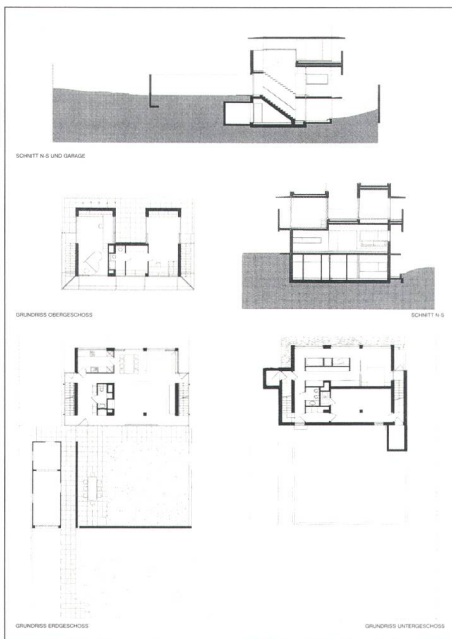 SCHNITT N-S UND GARAGE
GRUNDRISS OBERGESCHOSS
SCHNITT N-S
GRUNDRISS ERDGESCHOSS
GRUNDRISS UNTERGESCHOSS